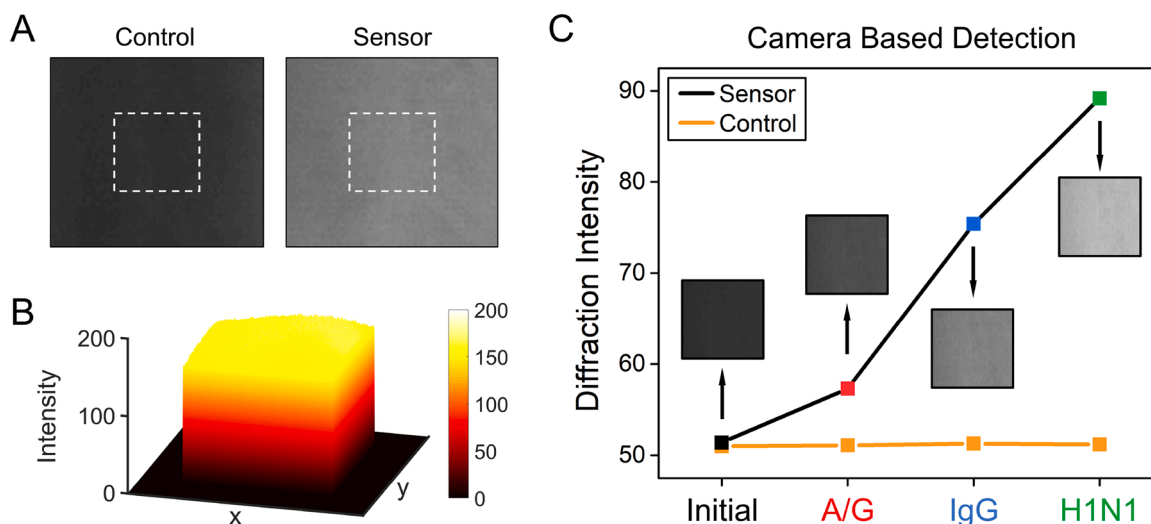 A
Control
Sensor
B
Intensity
200
100
0
x
y
200
150
100
50
0
C
Camera Based Detection
Sensor
Control
Diffraction Intensity
90
80
70
60
50
Initial
A/G
IgG
H1N1